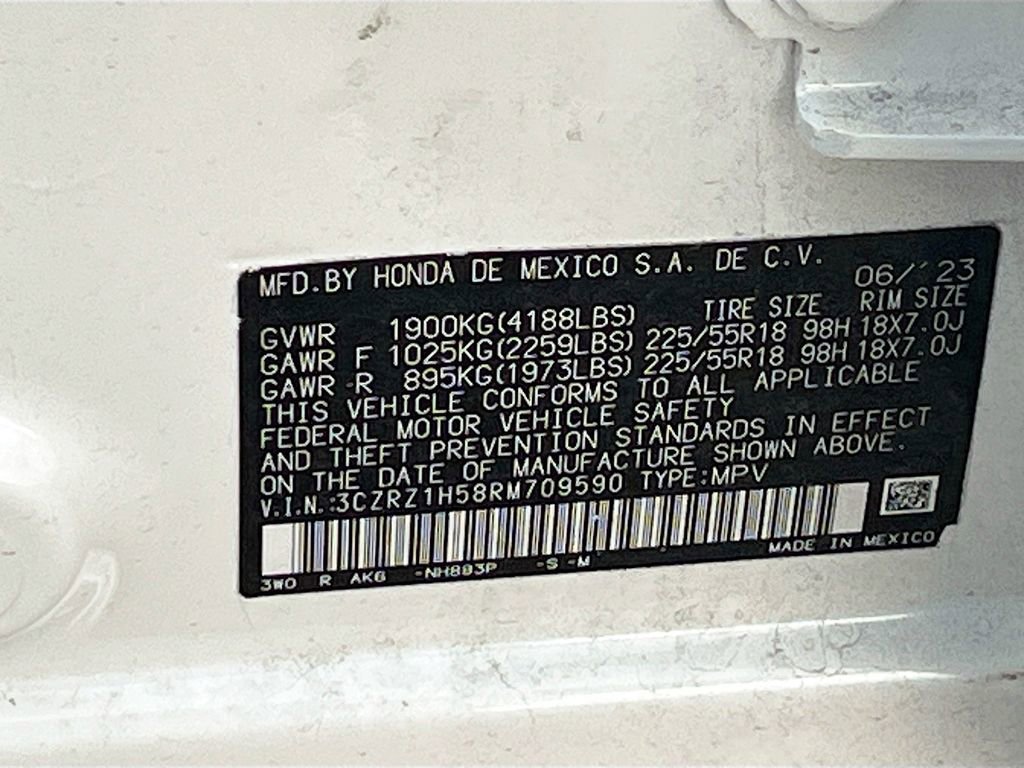 MFD.BY HONDA DE MEXICO S.A. DE C.V. 06/'23
TIRE SIZE RIM SIZE
GVWR 1900KG(4188LBS)
GAWR F 1025KG(2259LBS) 225/55R18 98H 18X7.0J
GAWR R 895KG(1973LBS) 225/55R18 98H 18X7.0J
THIS VEHICLE CONFORMS TO ALL APPLICABLE
FEDERAL MOTOR VEHICLE SAFETY
AND THEFT PREVENTION STANDARDS IN EFFECT
ON THE DATE OF MANUFACTURE SHOWN ABOVE.
V.I.N.:3CZRZ1H58RM709590 TYPE:MPV
MADE IN MEXICO
3W0 R AKG -NH883P -S -M